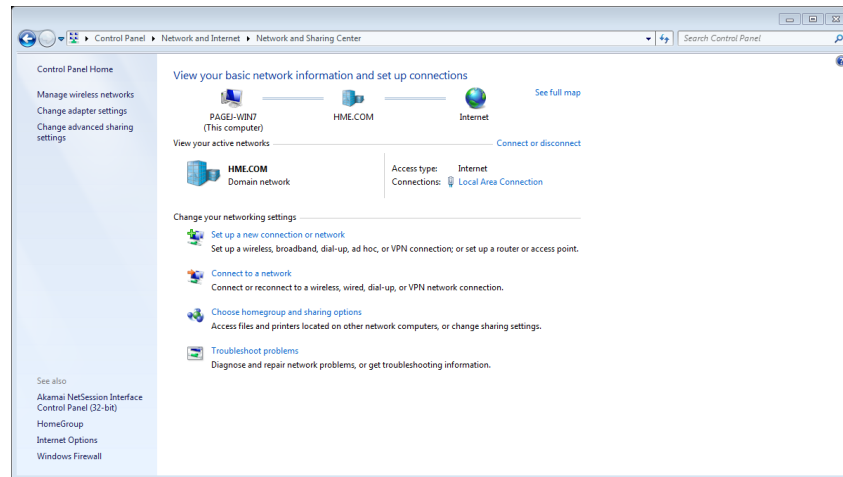 Control Panel ▸ Network and Internet ▸ Network and Sharing Center
Search Control Panel
Control Panel Home
Manage wireless networks
Change adapter settings
Change advanced sharing
settings
View your basic network information and set up connections
See full map
PAGEJ-WIN7
(This computer)
HME.COM
Internet
View your active networks
Connect or disconnect
HME.COM
Domain network
Access type: Internet
Connections: Local Area Connection
Change your networking settings
Set up a new connection or network
Set up a wireless, broadband, dial-up, ad hoc, or VPN connection; or set up a router or access point.
Connect to a network
Connect or reconnect to a wireless, wired, dial-up, or VPN network connection.
Choose homegroup and sharing options
Access files and printers located on other network computers, or change sharing settings.
Troubleshoot problems
Diagnose and repair network problems, or get troubleshooting information.
See also
Akamai NetSession Interface
Control Panel (32-bit)
HomeGroup
Internet Options
Windows Firewall